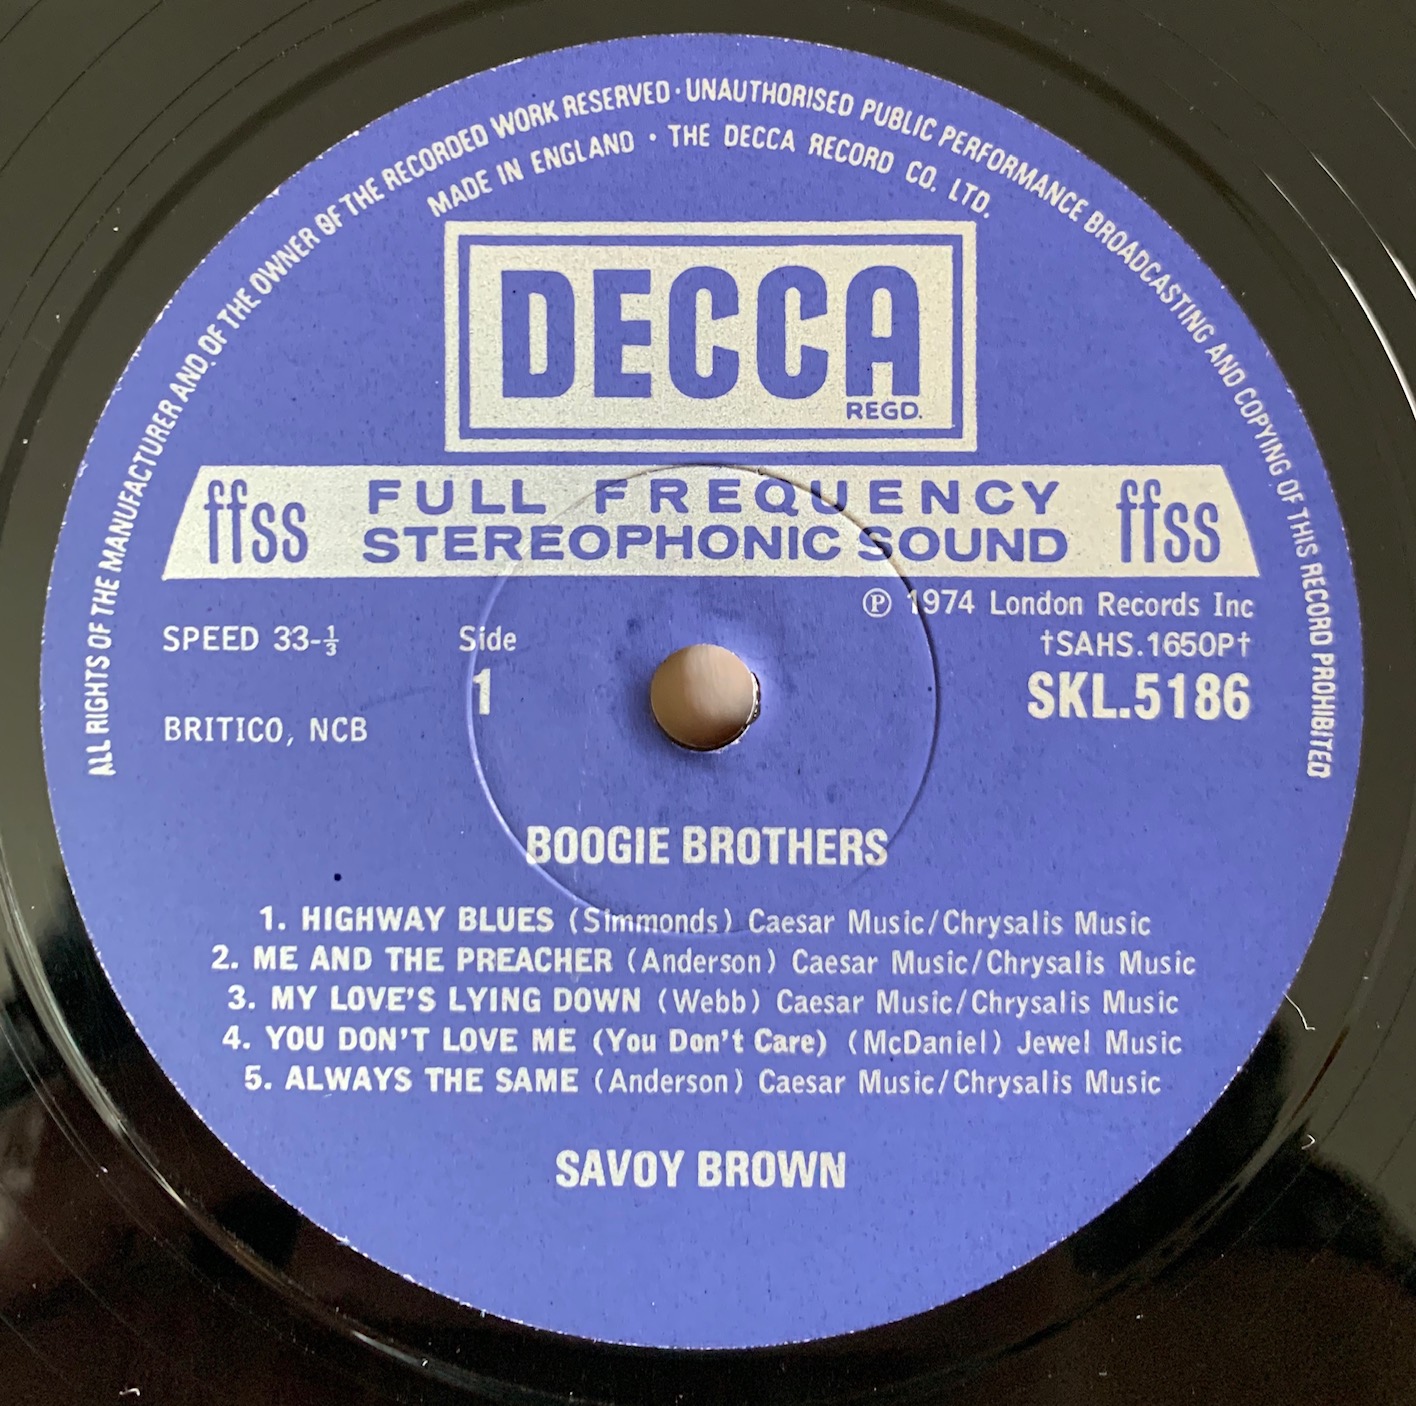 ALL RIGHTS OF THE MANUFACTURER AND OF THE OWNER OF THE RECORDED WORK RESERVED · UNAUTHORISED PUBLIC PERFORMANCE BROADCASTING AND COPYING OF THIS RECORD PROHIBITED
MADE IN ENGLAND · THE DECCA RECORD CO. LTD.
DECCA
REGD.
ffss FULL FREQUENCY STEREOPHONIC SOUND ffss
℗ 1974 London Records Inc
SPEED 33-⅓ Side †SAHS.1650P†
1 SKL.5186
BRITICO, NCB
BOOGIE BROTHERS
1. HIGHWAY BLUES (Simmonds) Caesar Music/Chrysalis Music
2. ME AND THE PREACHER (Anderson) Caesar Music/Chrysalis Music
3. MY LOVE'S LYING DOWN (Webb) Caesar Music/Chrysalis Music
4. YOU DON'T LOVE ME (You Don't Care) (McDaniel) Jewel Music
5. ALWAYS THE SAME (Anderson) Caesar Music/Chrysalis Music
SAVOY BROWN